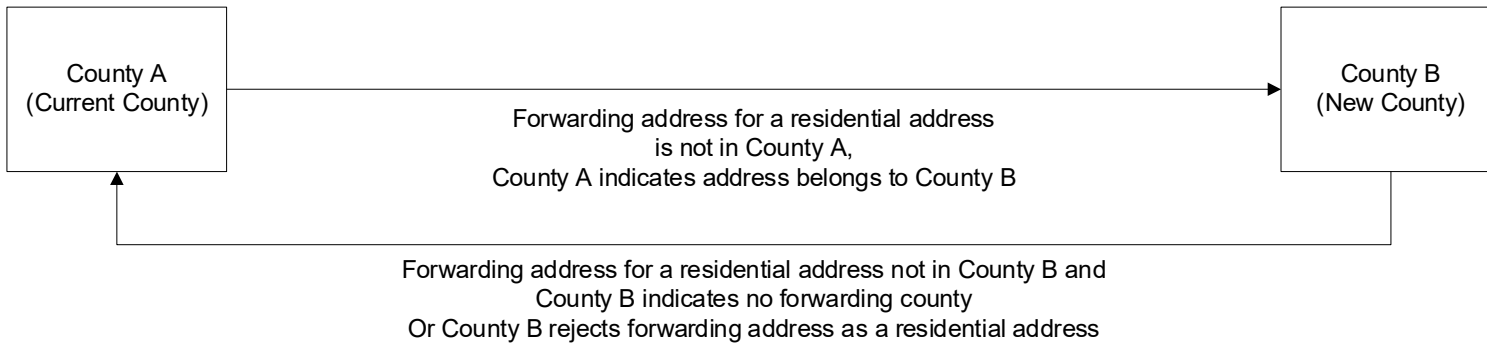 County A
(Current County)
County B
(New County)
Forwarding address for a residential address
is not in County A,
County A indicates address belongs to County B
Forwarding address for a residential address not in County B and
County B indicates no forwarding county
Or County B rejects forwarding address as a residential address